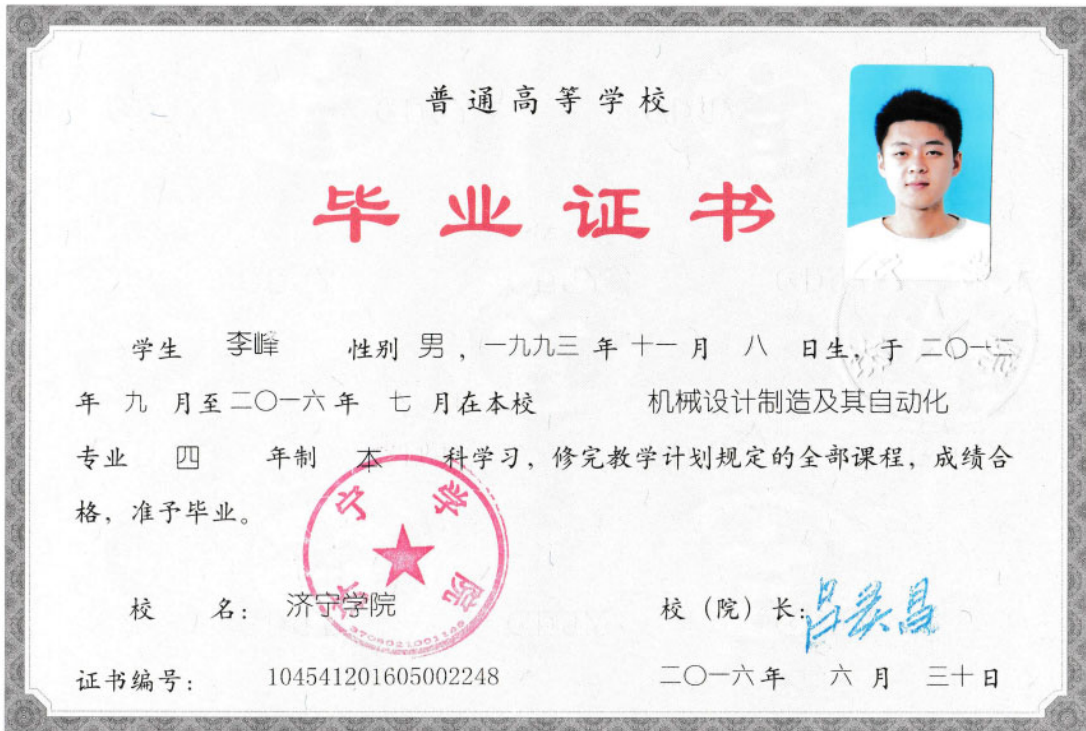 普通高等学校
毕业证书
学生 李峰 性别 男 ，一九九三 年 十一 月 八 日生，于 二〇一二
年 九 月至二〇一六年 七 月在本校 机械设计制造及其自动化
专业 四 年制 本 科学习，修完教学计划规定的全部课程，成绩合
格，准予毕业。
济宁学院
校 名：济宁学院 校（院）长：
证书编号：104541201605002248 二〇一六年 六 月 三十日